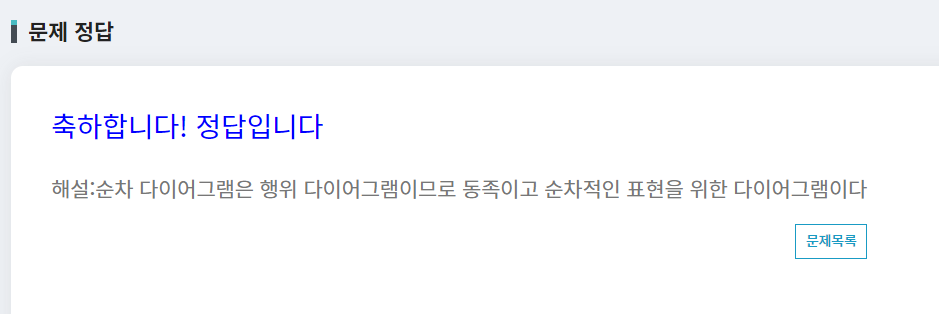 문제 정답
축하합니다! 정답입니다
해설:순차 다이어그램은 행위 다이어그램이므로 동족이고 순차적인 표현을 위한 다이어그램이다
문제목록